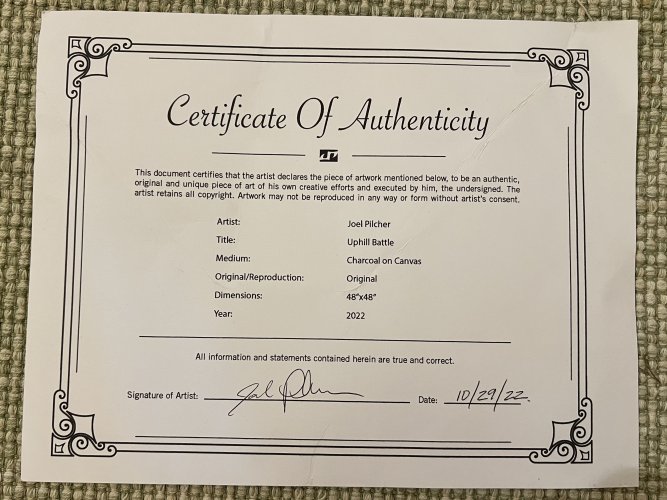 Certificate Of Authenticity
This document certifies that the artist declares the piece of artwork mentioned below, to be an authentic,
original and unique piece of art of his own creative efforts and executed by him, the undersigned. The
artist retains all copyright. Artwork may not be reproduced in any way or form without artist's consent.
Artist: Joel Pilcher
Title: Uphill Battle
Medium: Charcoal on Canvas
Original/Reproduction: Original
Dimensions: 48"x48"
Year: 2022
All information and statements contained herein are true and correct.
Signature of Artist: Date: 10/29/22.